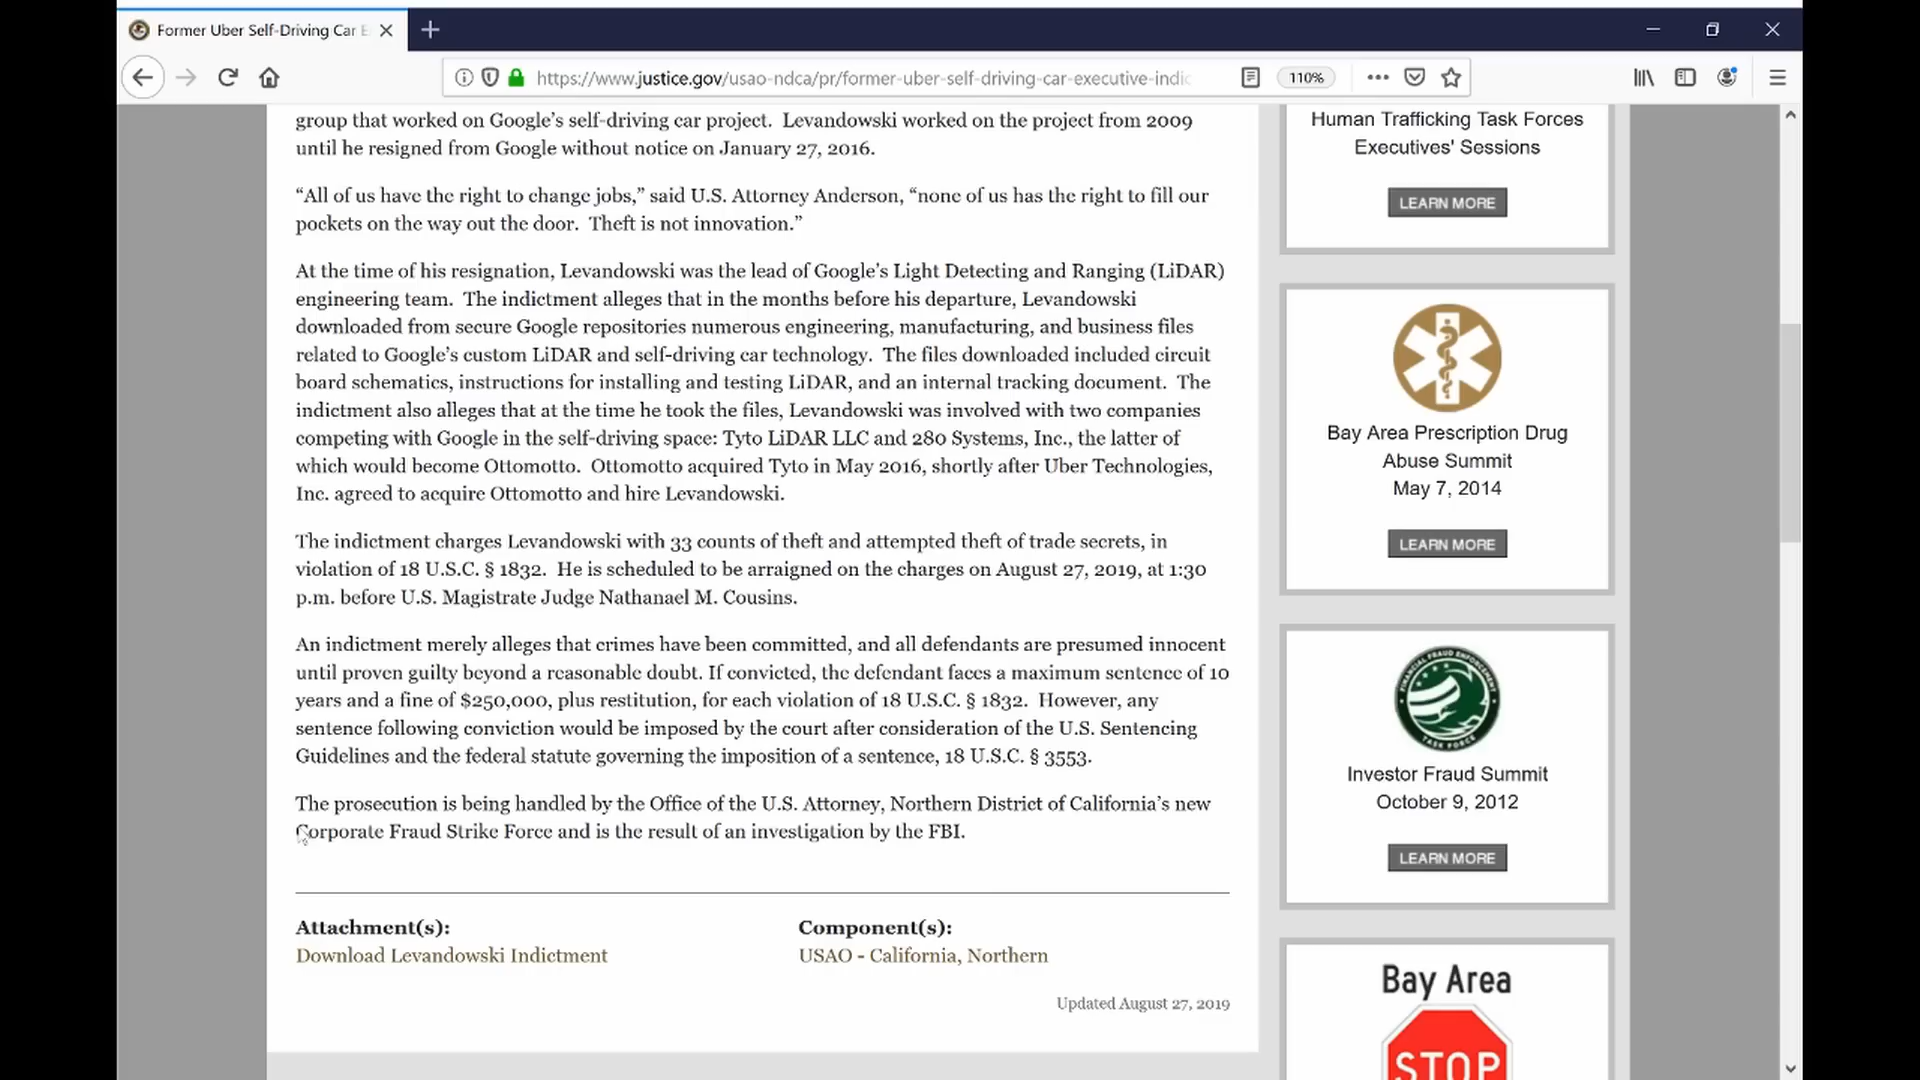 Former Uber Self-Driving Car E
https://www.justice.gov/usao-ndca/pr/former-uber-self-driving-car-executive-indic
110%
group that worked on Google’s self-driving car project.  Levandowski worked on the project from 2009
until he resigned from Google without notice on January 27, 2016.
“All of us have the right to change jobs,” said U.S. Attorney Anderson, “none of us has the right to fill our
pockets on the way out the door.  Theft is not innovation.”
At the time of his resignation, Levandowski was the lead of Google’s Light Detecting and Ranging (LiDAR)
engineering team.  The indictment alleges that in the months before his departure, Levandowski
downloaded from secure Google repositories numerous engineering, manufacturing, and business files
related to Google’s custom LiDAR and self-driving car technology.  The files downloaded included circuit
board schematics, instructions for installing and testing LiDAR, and an internal tracking document.  The
indictment also alleges that at the time he took the files, Levandowski was involved with two companies
competing with Google in the self-driving space: Tyto LiDAR LLC and 280 Systems, Inc., the latter of
which would become Ottomotto.  Ottomotto acquired Tyto in May 2016, shortly after Uber Technologies,
Inc. agreed to acquire Ottomotto and hire Levandowski.
The indictment charges Levandowski with 33 counts of theft and attempted theft of trade secrets, in
violation of 18 U.S.C. § 1832.  He is scheduled to be arraigned on the charges on August 27, 2019, at 1:30
p.m. before U.S. Magistrate Judge Nathanael M. Cousins.
An indictment merely alleges that crimes have been committed, and all defendants are presumed innocent
until proven guilty beyond a reasonable doubt. If convicted, the defendant faces a maximum sentence of 10
years and a fine of $250,000, plus restitution, for each violation of 18 U.S.C. § 1832.  However, any
sentence following conviction would be imposed by the court after consideration of the U.S. Sentencing
Guidelines and the federal statute governing the imposition of a sentence, 18 U.S.C. § 3553.
The prosecution is being handled by the Office of the U.S. Attorney, Northern District of California’s new
Corporate Fraud Strike Force and is the result of an investigation by the FBI.
Attachment(s):
Download Levandowski Indictment
Component(s):
USAO - California, Northern
Updated August 27, 2019
Human Trafficking Task Forces
Executives' Sessions
LEARN MORE
Bay Area Prescription Drug
Abuse Summit
May 7, 2014
LEARN MORE
FINANCIAL FRAUD ENFORCEMENT
TASK FORCE
Investor Fraud Summit
October 9, 2012
LEARN MORE
Bay Area
STOP